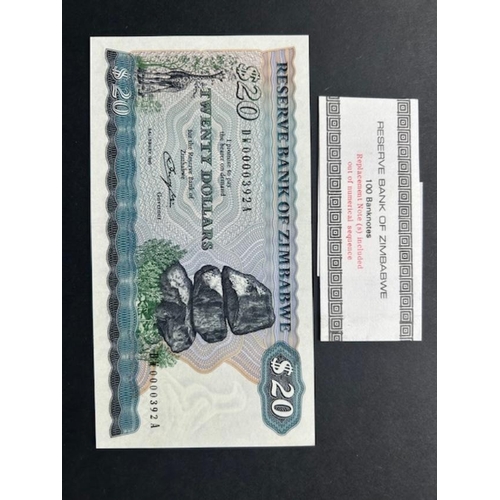 RESERVE BANK OF ZIMBABWE
$20
DW0000392A
TWENTY DOLLARS
I promise to pay
the bearer on demand
for the Reserve Bank of
Zimbabwe
Governor
$20
DW0000392A
$20
$20
RESERVE BANK OF ZIMBABWE
100 Banknotes
Replacement Note (s) included
out of numerical sequence